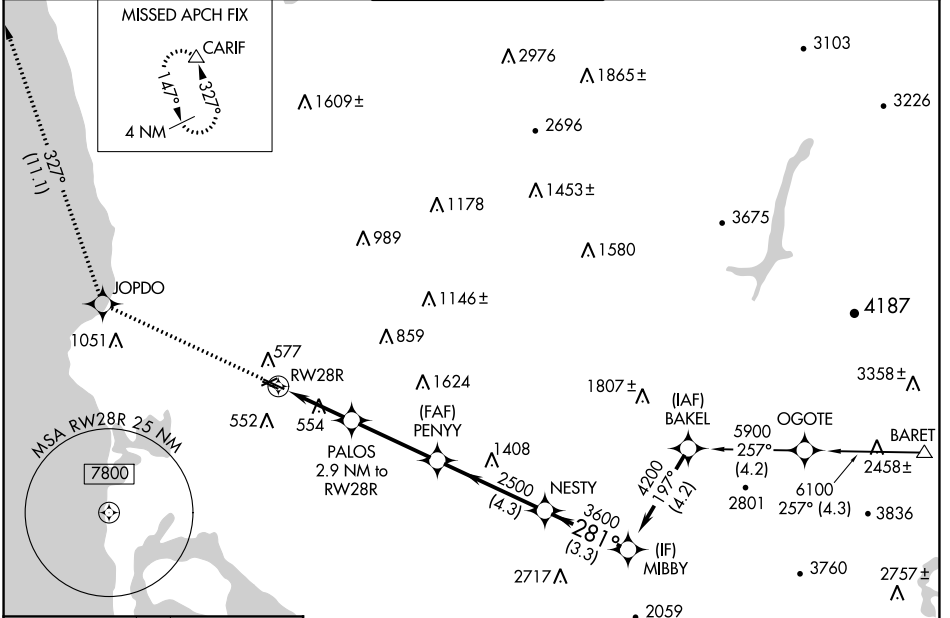 MISSED APCH FIX
CARIF
147°
327°
4 NM
327°
(11.1)
2976
1865±
3103
1609±
3226
2696
1453±
1178
3675
989
1580
JOPDO
1146±
4187
1051
859
577
RW28R
1624
3358±
1807±
(IAF)
BAKEL
OGOTE
552
554
(FAF)
PENYY
5900
257°
(4.2)
BARET
MSA RW28R 25 NM
7800
PALOS
2.9 NM to
RW28R
1408
2458±
4200
197°
(4.2)
2801
6100
257° (4.3)
2500
(4.3)
NESTY
3836
3600
281°
(3.3)
(IF)
MIBBY
2717
3760
2757±
2059